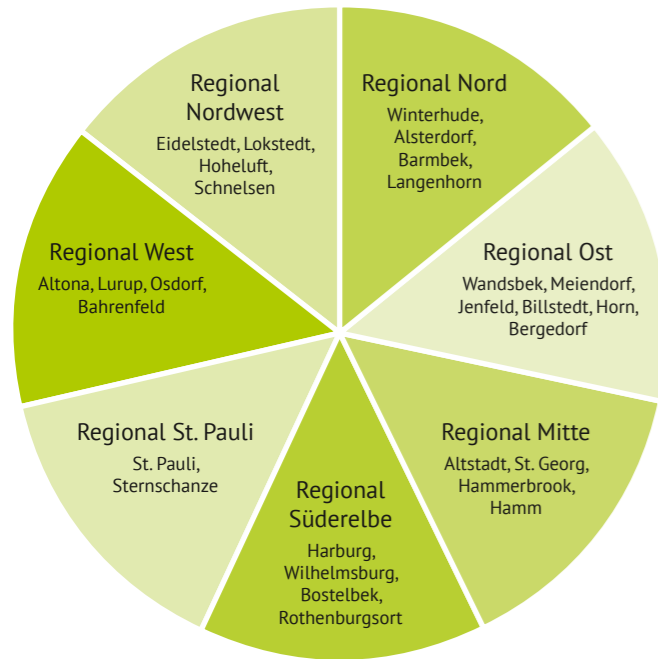 Regional
Nordwest
Eidelstedt, Lokstedt,
Hoheluft,
Schnelsen
Regional Nord
Winterhude,
Alsterdorf,
Barmbek,
Langenhorn
Regional West
Altona, Lurup, Osdorf,
Bahrenfeld
Regional Ost
Wandsbek, Meiendorf,
Jenfeld, Billstedt, Horn,
Bergedorf
Regional St. Pauli
St. Pauli,
Sternschanze
Regional
Süderelbe
Harburg,
Wilhelmsburg,
Bostelbek,
Rothenburgsort
Regional Mitte
Altstadt, St. Georg,
Hammerbrook,
Hamm